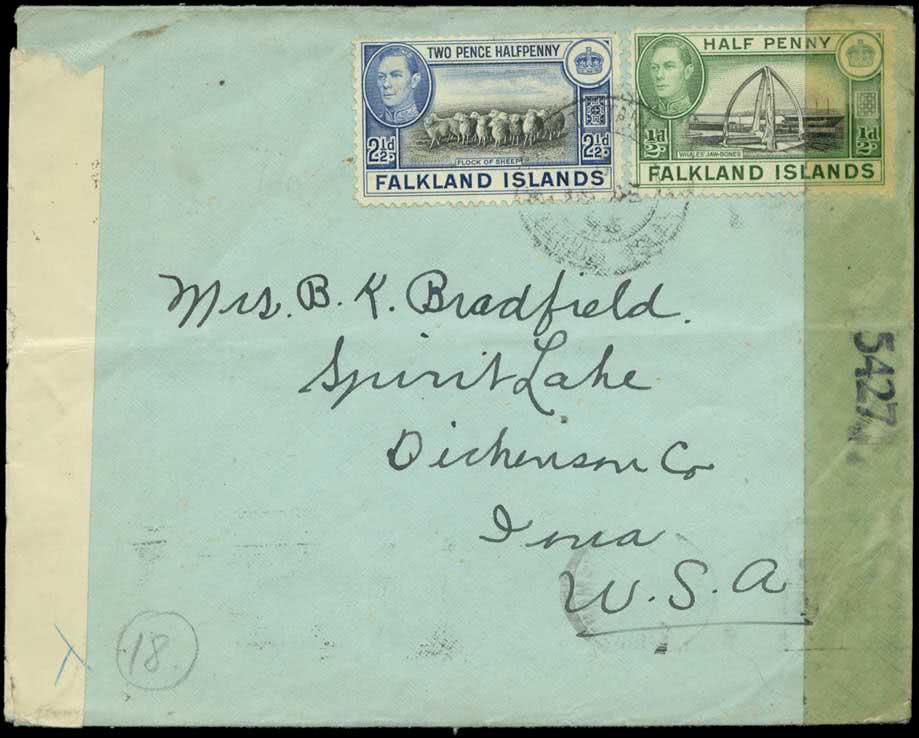 TWO PENCE HALFPENNY
2½d 2½d
FLOCK OF SHEEP
FALKLAND ISLANDS
HALF PENNY
½d ½d
WHALES' JAW-BONES
FALKLAND ISLANDS
Mrs. B. K. Bradfield.
Spirit Lake
Dickenson Co
Iowa
U.S.A
5427
18